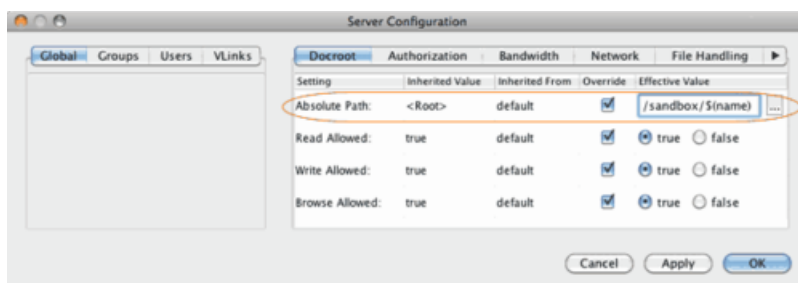 Server Configuration
Global Groups Users VLinks
Docroot Authorization Bandwidth Network File Handling
Setting Inherited Value Inherited From Override Effective Value
Absolute Path: <Root> default /sandbox/$(name) ...
Read Allowed: true default true false
Write Allowed: true default true false
Browse Allowed: true default true false
Cancel Apply OK